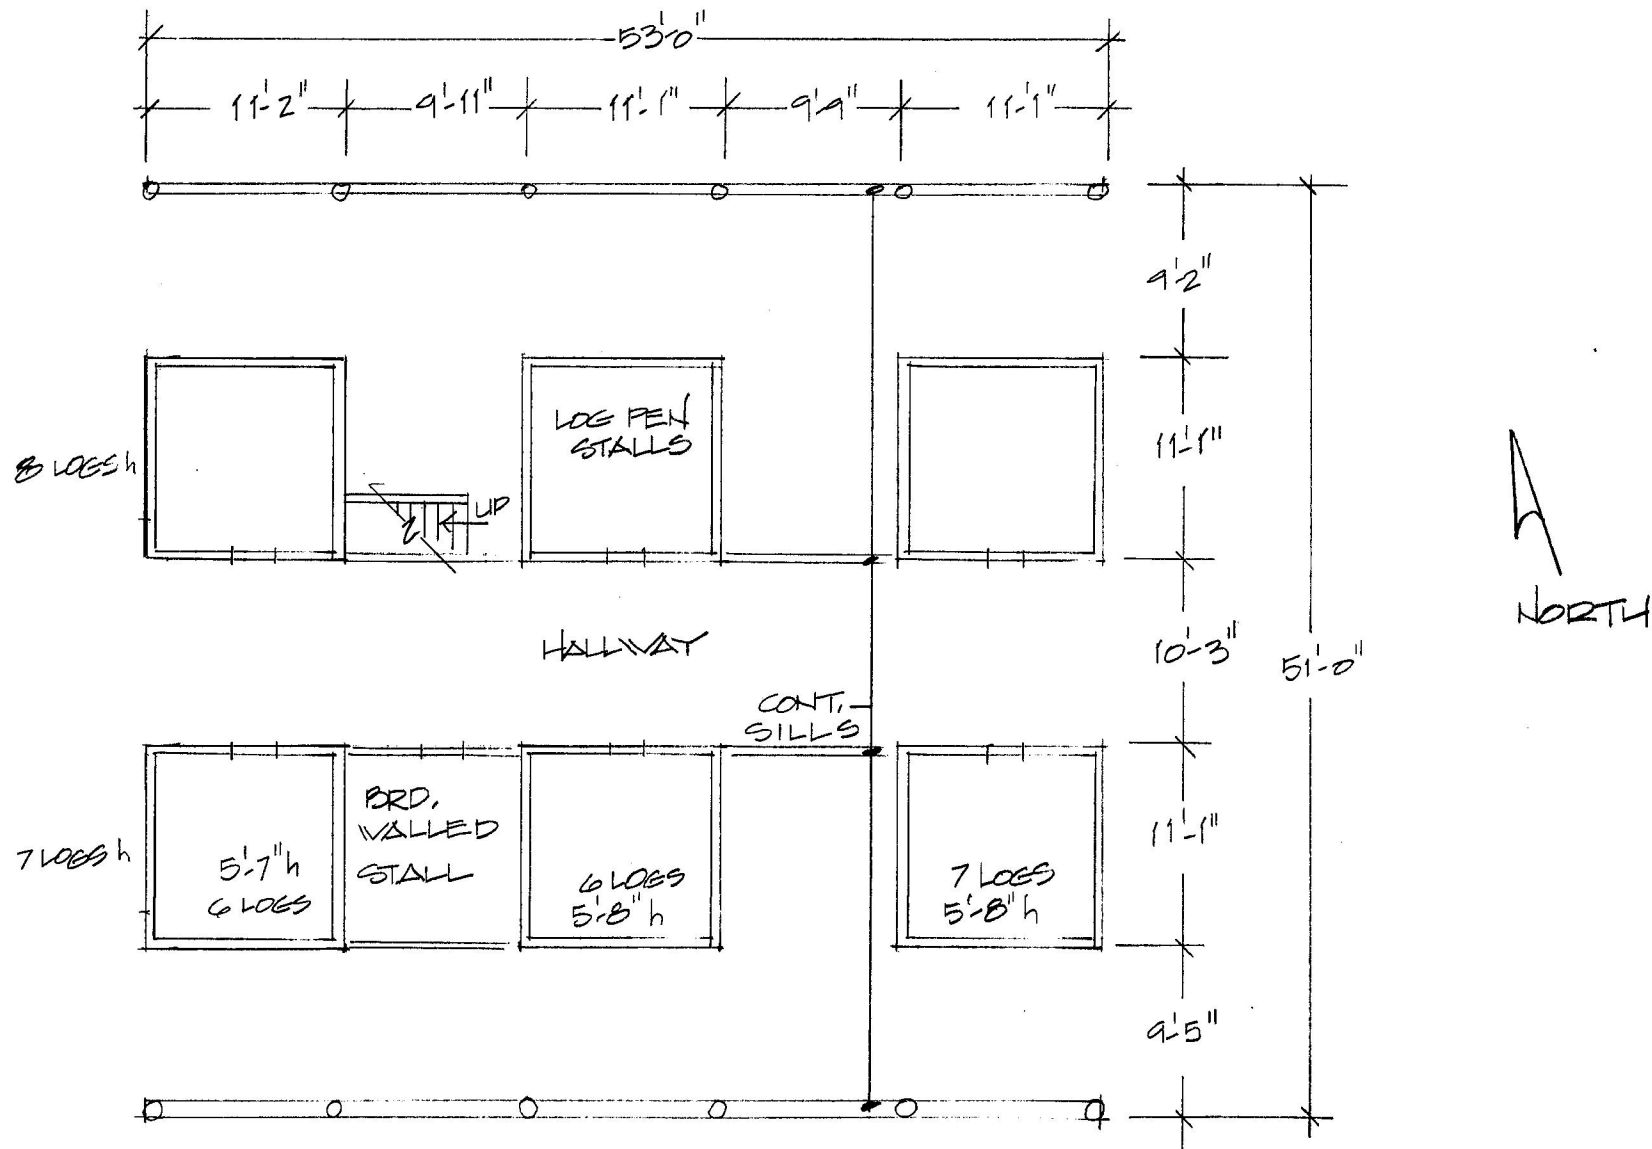 53'-0"
11'-2" 9'-11" 11'-1" 9'-9" 11'-1"
9'-2"
LOG PEN
STALLS
8 LOGS h
11'-1"
UP
NORTH
HALLWAY
10'-3"
51'-0"
CONT.
SILLS
BRD.
WALLED
STALL
7 LOGS h
5'-7" h
6 LOGS
6 LOGS
5'-8" h
7 LOGS
5'-8" h
11'-1"
9'-5"